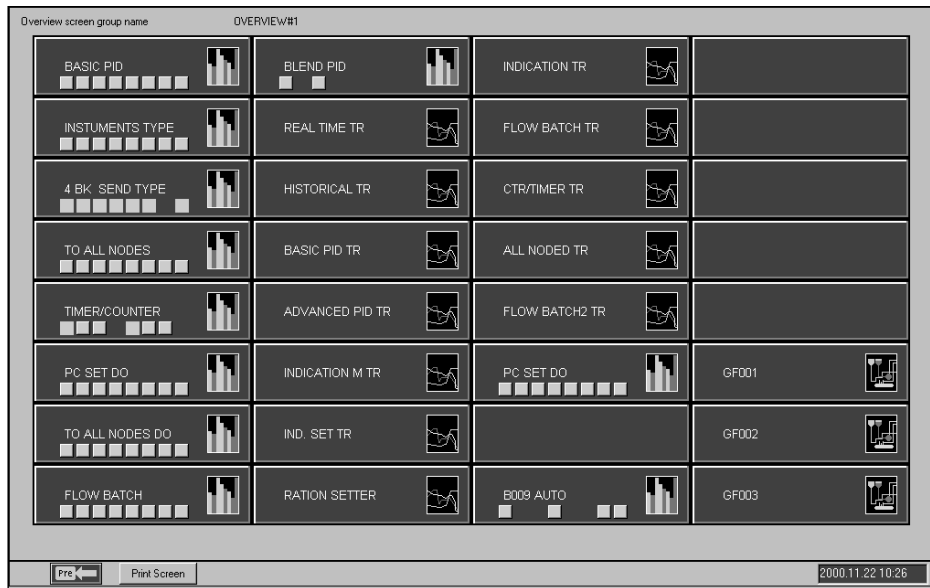 Overview screen group name OVERVIEW#1
BASIC PID BLEND PID INDICATION TR
INSTUMENTS TYPE REAL TIME TR FLOW BATCH TR
4 BK SEND TYPE HISTORICAL TR CTR/TIMER TR
TO ALL NODES BASIC PID TR ALL NODED TR
TIMER/COUNTER ADVANCED PID TR FLOW BATCH2 TR
PC SET DO INDICATION M TR PC SET DO GF001
TO ALL NODES DO IND. SET TR GF002
FLOW BATCH RATION SETTER B009 AUTO GF003
Pre Print Screen 2000.11.22 10:26